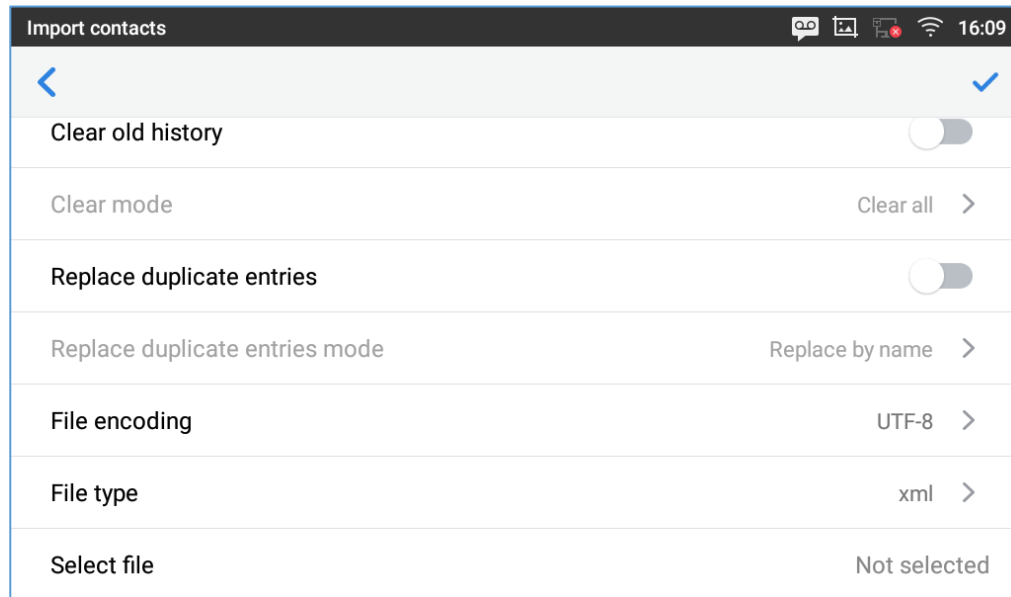 Import contacts 16:09
Clear old history
Clear mode Clear all
Replace duplicate entries
Replace duplicate entries mode Replace by name
File encoding UTF-8
File type xml
Select file Not selected